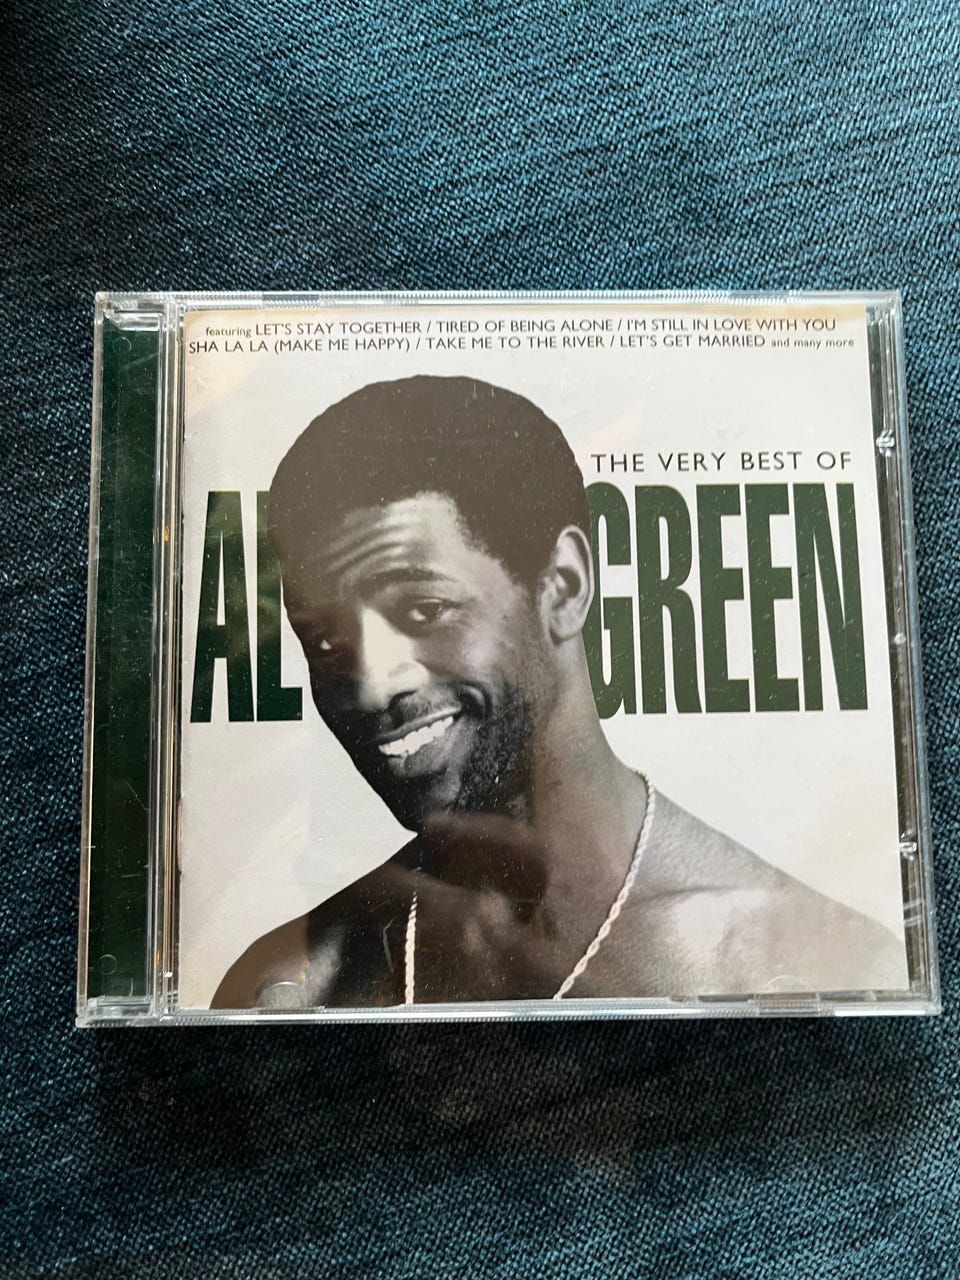 featuring LET'S STAY TOGETHER / TIRED OF BEING ALONE / I'M STILL IN LOVE WITH YOU
SHA LA LA (MAKE ME HAPPY) / TAKE ME TO THE RIVER / LET'S GET MARRIED and many more
THE VERY BEST OF
AL GREEN